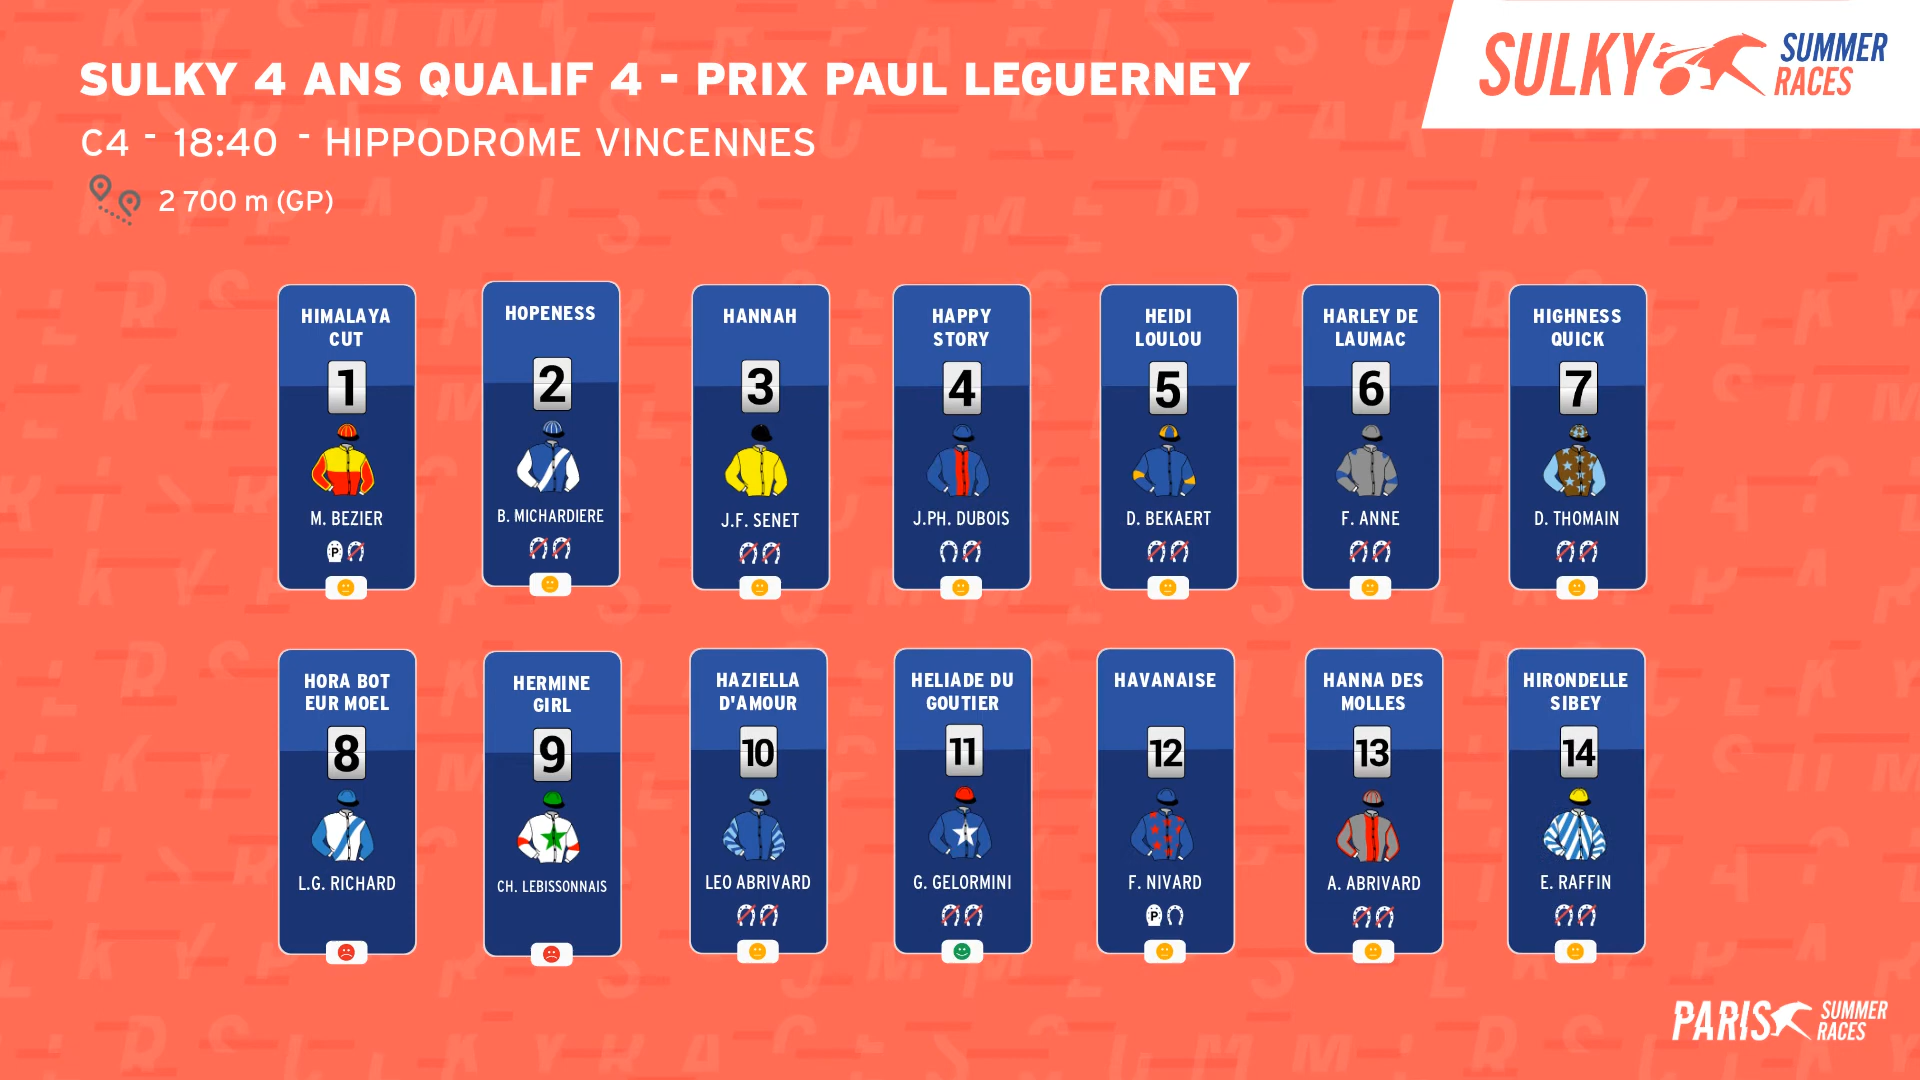 SULKY SUMMER
RACES
SULKY 4 ANS QUALIF 4 - PRIX PAUL LEGUERNEY
C4 - 18:40 - HIPPODROME VINCENNES
2 700 m (GP)
HIMALAYA
CUT
1
M. BEZIER
P
HOPENESS
2
B. MICHARDIERE
HANNAH
3
J.F. SENET
HAPPY
STORY
4
J.PH. DUBOIS
HEIDI
LOULOU
5
D. BEKAERT
HARLEY DE
LAUMAC
6
F. ANNE
HIGHNESS
QUICK
7
D. THOMAIN
HORA BOT
EUR MOEL
8
L.G. RICHARD
HERMINE
GIRL
9
CH. LEBISSONNAIS
HAZIELLA
D'AMOUR
10
LEO ABRIVARD
HELIADE DU
GOUTIER
11
G. GELORMINI
HAVANAISE
12
F. NIVARD
P
HANNA DES
MOLLES
13
A. ABRIVARD
HIRONDELLE
SIBEY
14
E. RAFFIN
PARIS SUMMER
RACES